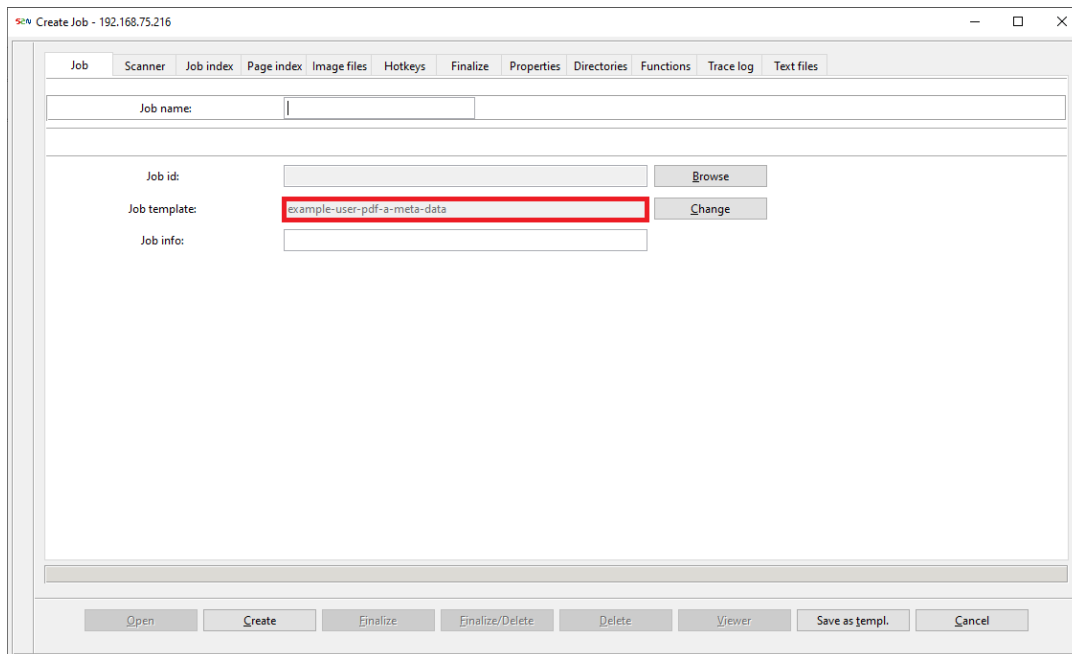 S2N Create Job - 192.168.75.216
Job Scanner Job index Page index Image files Hotkeys Finalize Properties Directories Functions Trace log Text files
Job name:
Job id: Browse
Job template: example-user-pdf-a-meta-data Change
Job info:
Open Create Finalize Finalize/Delete Delete Viewer Save as templ. Cancel